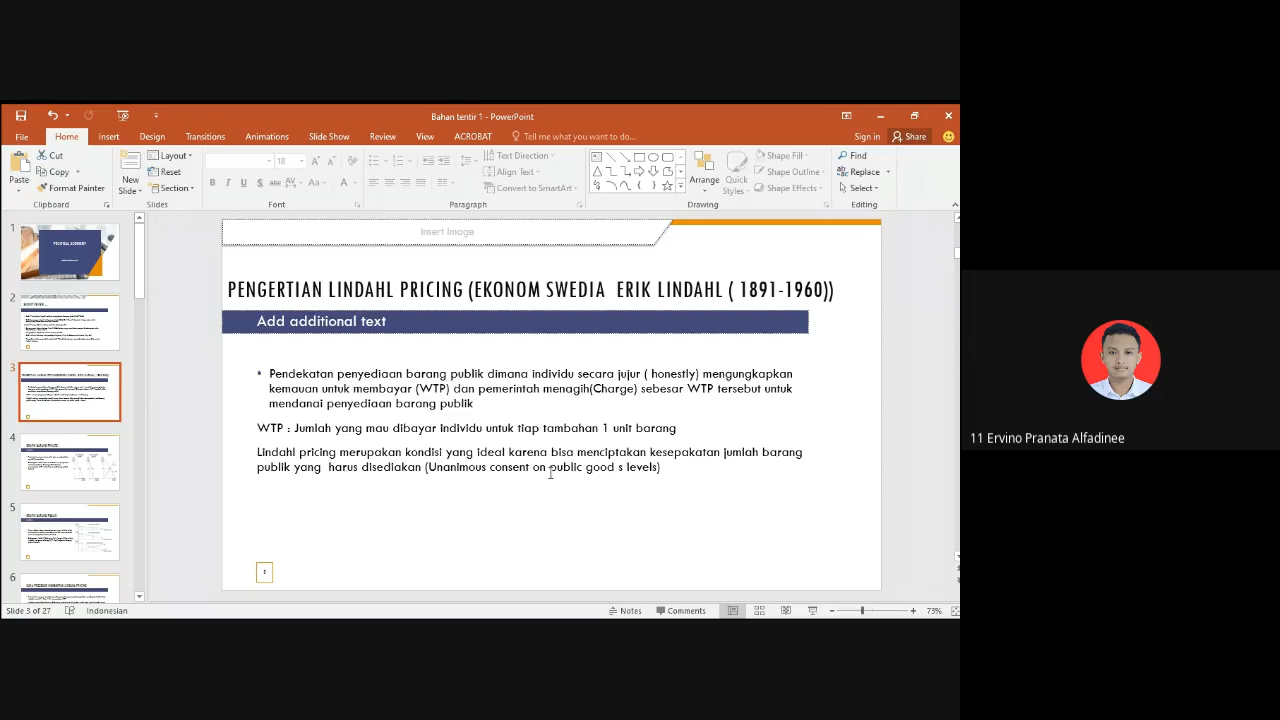 Bahan tentir 1 - PowerPoint
File Home Insert Design Transitions Animations Slide Show Review View ACROBAT Tell me what you want to do... Sign in Share
Paste
Cut
Copy
Format Painter
Clipboard
New Slide
Layout
Reset
Section
Slides
18
Font
Text Direction
Align Text
Convert to SmartArt
Paragraph
Arrange
Quick Styles
Shape Fill
Shape Outline
Shape Effects
Drawing
Find
Replace
Select
Editing
1
2
3
4
5
6
Insert Image
PENGERTIAN LINDAHL PRICING (EKONOM SWEDIA ERIK LINDAHL ( 1891-1960))
Add additional text
• Pendekatan penyediaan barang publik dimana individu secara jujur ( honestly) mengungkapkan
kemauan untuk membayar (WTP) dan pemerintah menagih(Charge) sebesar WTP tersebut untuk
mendanai penyediaan barang publik
WTP : Jumlah yang mau dibayar individu untuk tiap tambahan 1 unit barang
Lindahl pricing merupakan kondisi yang ideal karena bisa menciptakan kesepakatan jumlah barang
publik yang harus disediakan (Unanimous consent on public good s levels)
Slide 3 of 27 Indonesian Notes Comments 73%
11 Ervino Pranata Alfadinee